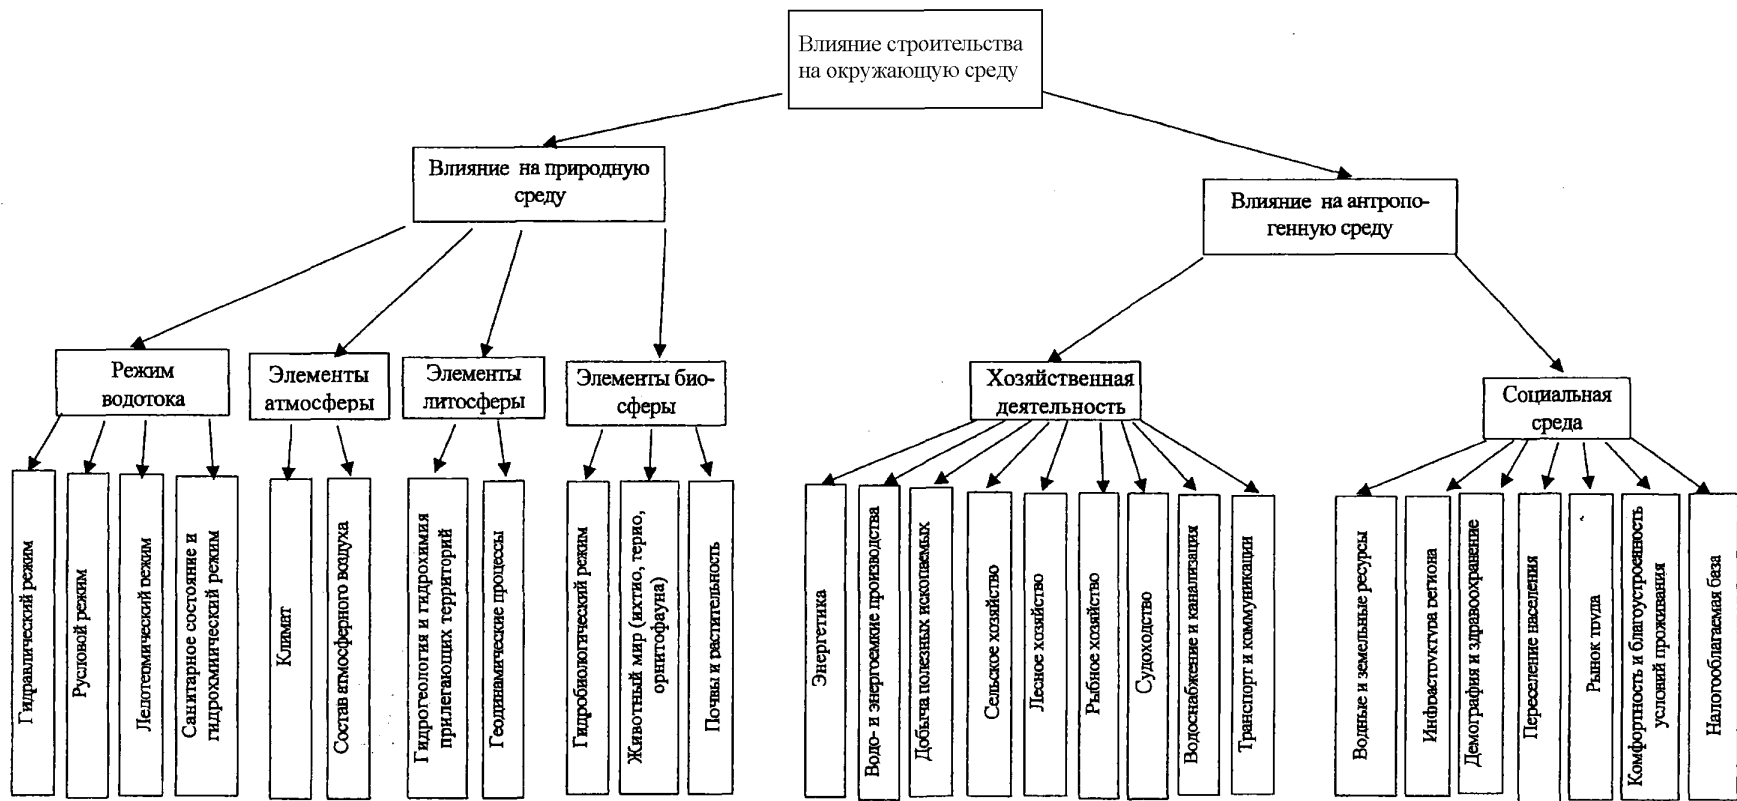 Влияние строительства
на окружающую среду
Влияние на природную
среду
Влияние на антропо-
генную среду
Режим
водотока
Элементы
атмосферы
Элементы
литосферы
Элементы био-
сферы
Хозяйственная
деятельность
Социальная
среда
Гидравлический режим
Русловой режим
Ледотермический режим
Санитарное состояние и
гидрохмиический режим
Климат
Состав атмосферного воздуха
Гидрогеология и гидрохимия
прилегающих территорий
Геодинамические процессы
Гидробиологический режим
Животный мир (ихтио, терио,
орнитофауна)
Почвы и растительность
Энергетика
Водо- и энергоемкие производства
Добыча полезных ископаемых
Сельское хозяйство
Лесное хозяйство
Рыбное хозяйство
Судоходство
Водоснабжение и канализация
Транспорт и коммуникации
Водные и земельные ресурсы
Инфраструктура региона
Демография и здравоохранение
Переселение населения
Рынок труда
Комфортность и благоустроенность
условий проживания
Налогооблагаемая база